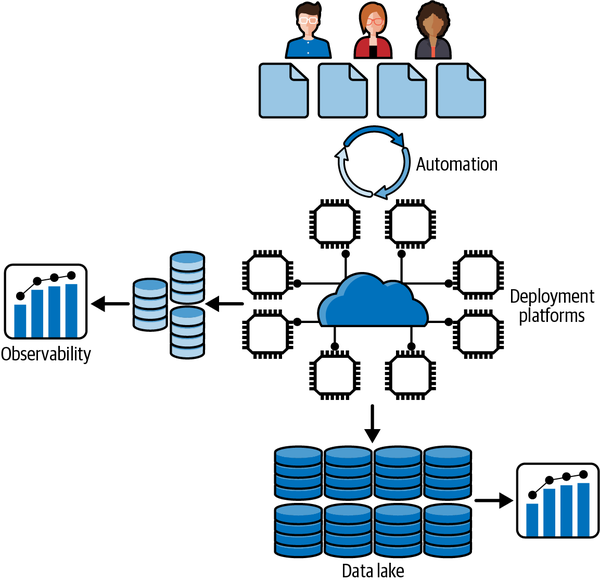 Automation
Deployment
platforms
Observability
Data lake